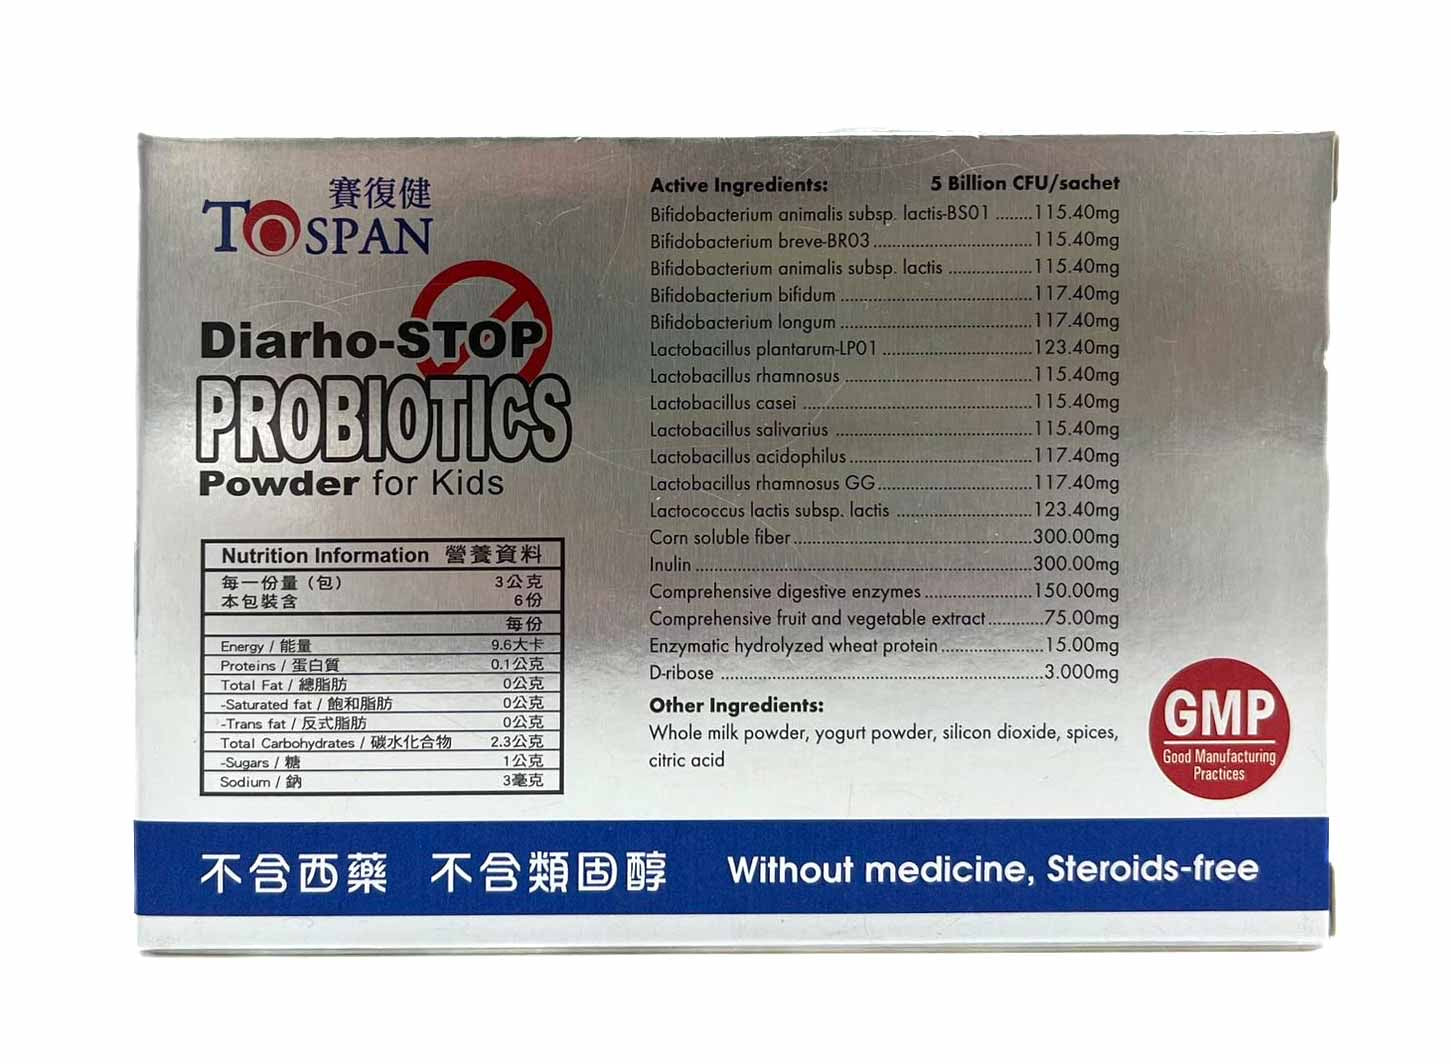 賽復健
TOSPAN
Diarho-STOP
PROBIOTICS
Powder for Kids
Nutrition Information 營養資料
每一份量 (包) 3公克
本包裝含 6份
每份
Energy / 能量 9.6大卡
Proteins / 蛋白質 0.1公克
Total Fat / 總脂肪 0公克
-Saturated fat / 飽和脂肪 0公克
-Trans fat / 反式脂肪 0公克
Total Carbohydrates / 碳水化合物 2.3公克
-Sugars / 糖 1公克
Sodium / 鈉 3毫克
Active Ingredients: 5 Billion CFU/sachet
Bifidobacterium animalis subsp. lactis-BS01 ....... 115.40mg
Bifidobacterium breve-BR03 ....... 115.40mg
Bifidobacterium animalis subsp. lactis ....... 115.40mg
Bifidobacterium bifidum ....... 117.40mg
Bifidobacterium longum ....... 117.40mg
Lactobacillus plantarum-LP01 ....... 123.40mg
Lactobacillus rhamnosus ....... 115.40mg
Lactobacillus casei ....... 115.40mg
Lactobacillus salivarius ....... 115.40mg
Lactobacillus acidophilus ....... 117.40mg
Lactobacillus rhamnosus GG ....... 117.40mg
Lactococcus lactis subsp. lactis ....... 123.40mg
Corn soluble fiber ....... 300.00mg
Inulin ....... 300.00mg
Comprehensive digestive enzymes ....... 150.00mg
Comprehensive fruit and vegetable extract ....... 75.00mg
Enzymatic hydrolyzed wheat protein ....... 15.00mg
D-ribose ....... 3.000mg
Other Ingredients:
Whole milk powder, yogurt powder, silicon dioxide, spices,
citric acid
GMP
Good Manufacturing
Practices
不含西藥 不含類固醇 Without medicine, Steroids-free